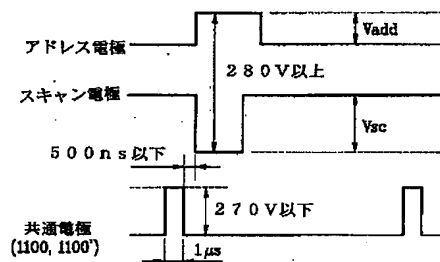 Vadd
アドレス電極
280V以上
スキャン電極
Vsc
500ns以下
270V以下
共通電極
(1100, 1100')
1μs